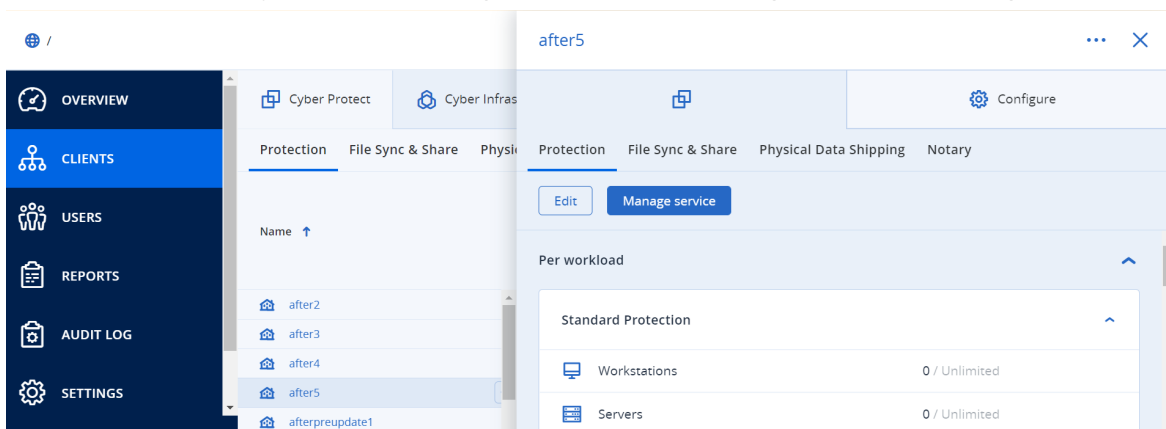 /
after5
OVERVIEW
CLIENTS
USERS
REPORTS
AUDIT LOG
SETTINGS
Cyber Protect
Cyber Infras
Protection File Sync & Share Physi
Name
after2
after3
after4
after5
afterpreupdate1
Configure
Protection File Sync & Share Physical Data Shipping Notary
Edit Manage service
Per workload
Standard Protection
Workstations 0 / Unlimited
Servers 0 / Unlimited